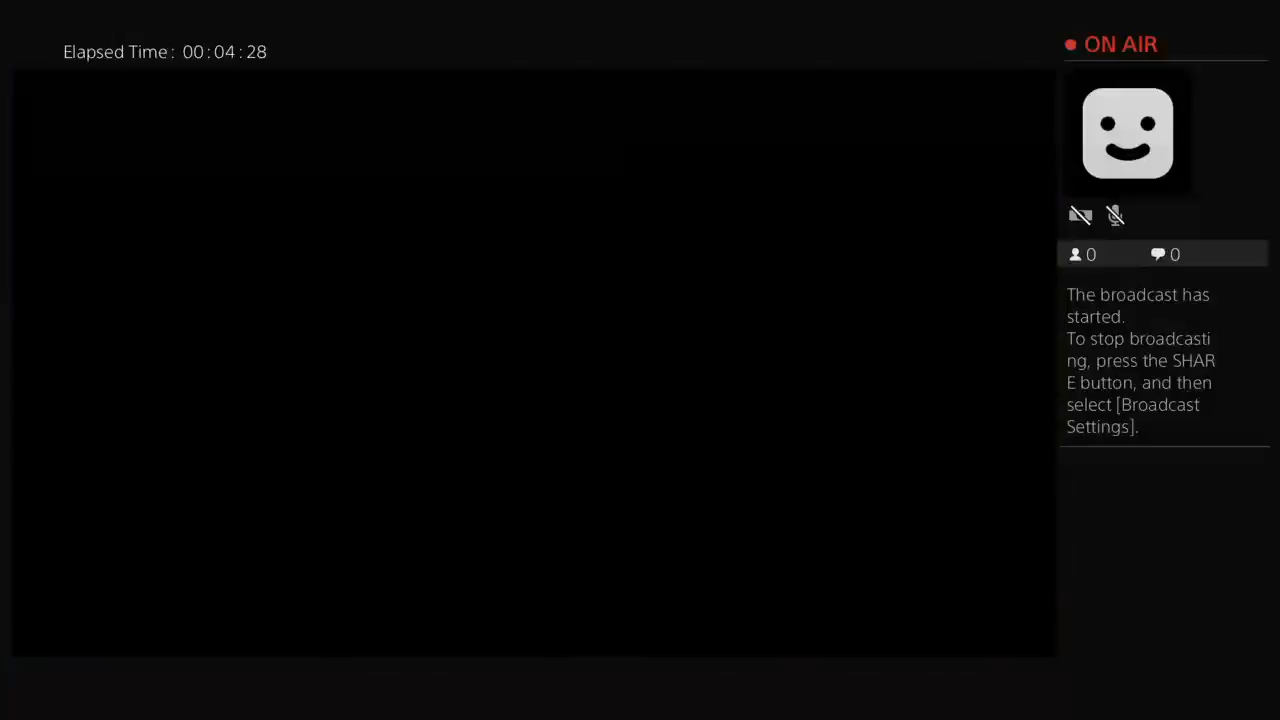 Elapsed Time: 00:04:28
ON AIR
0 0
The broadcast has
started.
To stop broadcasti
ng, press the SHAR
E button, and then
select [Broadcast
Settings].